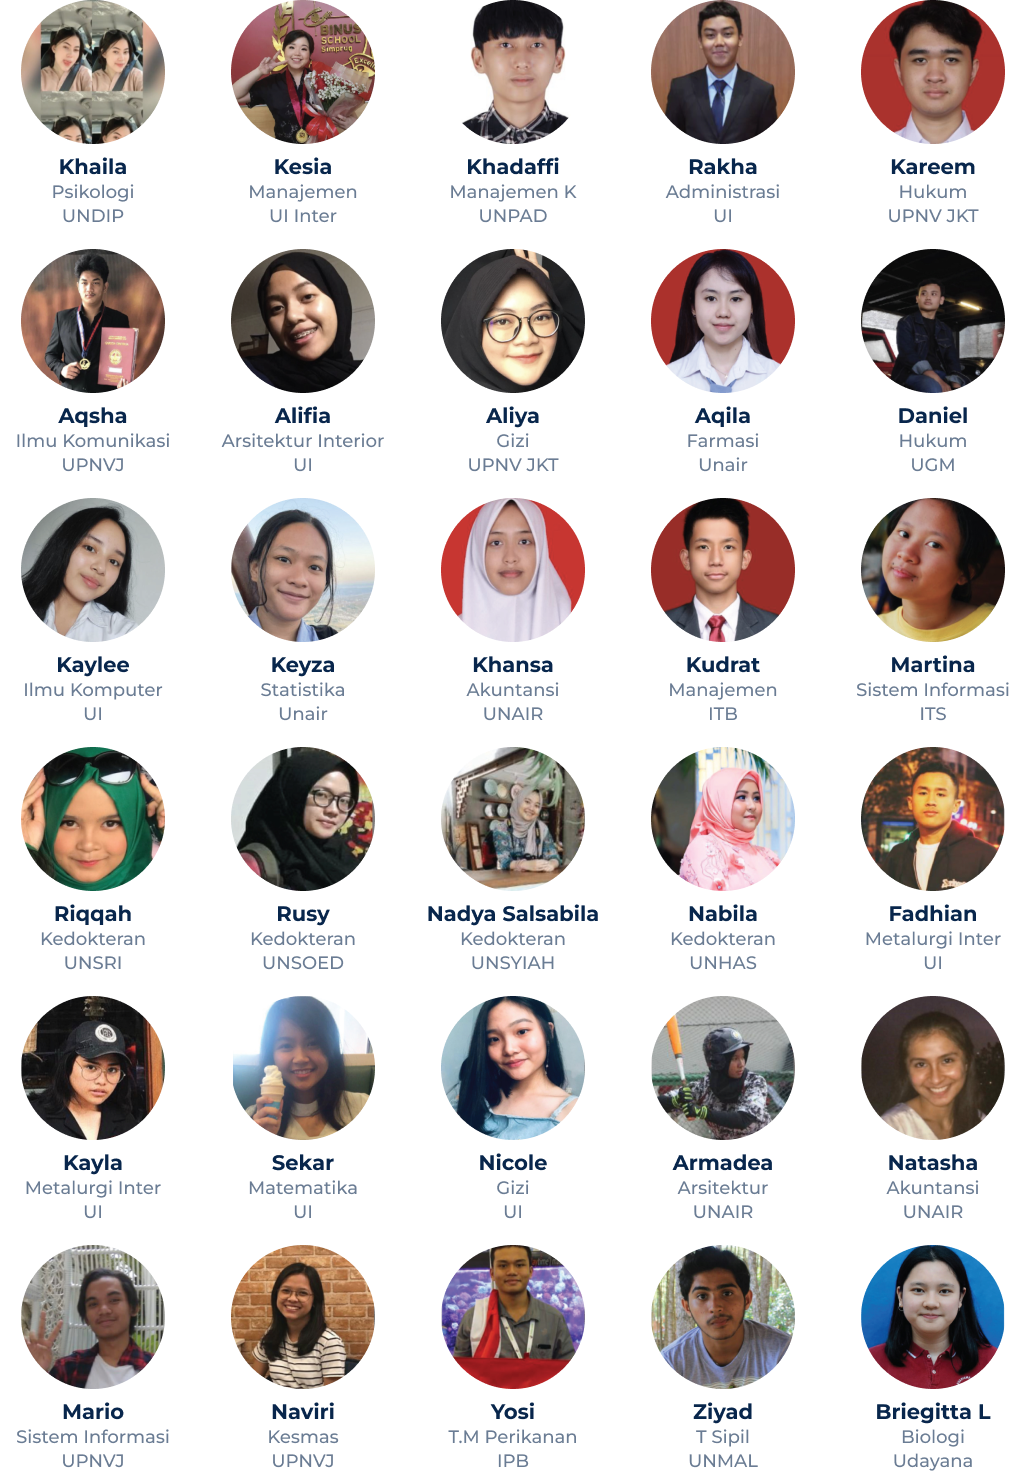 BINUS
SCHOOL
Simprug
Khaila
Psikologi
UNDIP
Kesia
Manajemen
UI Inter
Khadaffi
Manajemen K
UNPAD
Rakha
Administrasi
UI
Kareem
Hukum
UPNV JKT
Aqsha
Ilmu Komunikasi
UPNVJ
Alifia
Arsitektur Interior
UI
Aliya
Gizi
UPNV JKT
Aqila
Farmasi
Unair
Daniel
Hukum
UGM
Kaylee
Ilmu Komputer
UI
Keyza
Statistika
Unair
Khansa
Akuntansi
UNAIR
Kudrat
Manajemen
ITB
Martina
Sistem Informasi
ITS
Riqqah
Kedokteran
UNSRI
Rusy
Kedokteran
UNSOED
Nadya Salsabila
Kedokteran
UNSYIAH
Nabila
Kedokteran
UNHAS
Fadhian
Metalurgi Inter
UI
Kayla
Metalurgi Inter
UI
Sekar
Matematika
UI
Nicole
Gizi
UI
Armadea
Arsitektur
UNAIR
Natasha
Akuntansi
UNAIR
Mario
Sistem Informasi
UPNVJ
Naviri
Kesmas
UPNVJ
Yosi
T.M Perikanan
IPB
Ziyad
T Sipil
UNMAL
Briegitta L
Biologi
Udayana